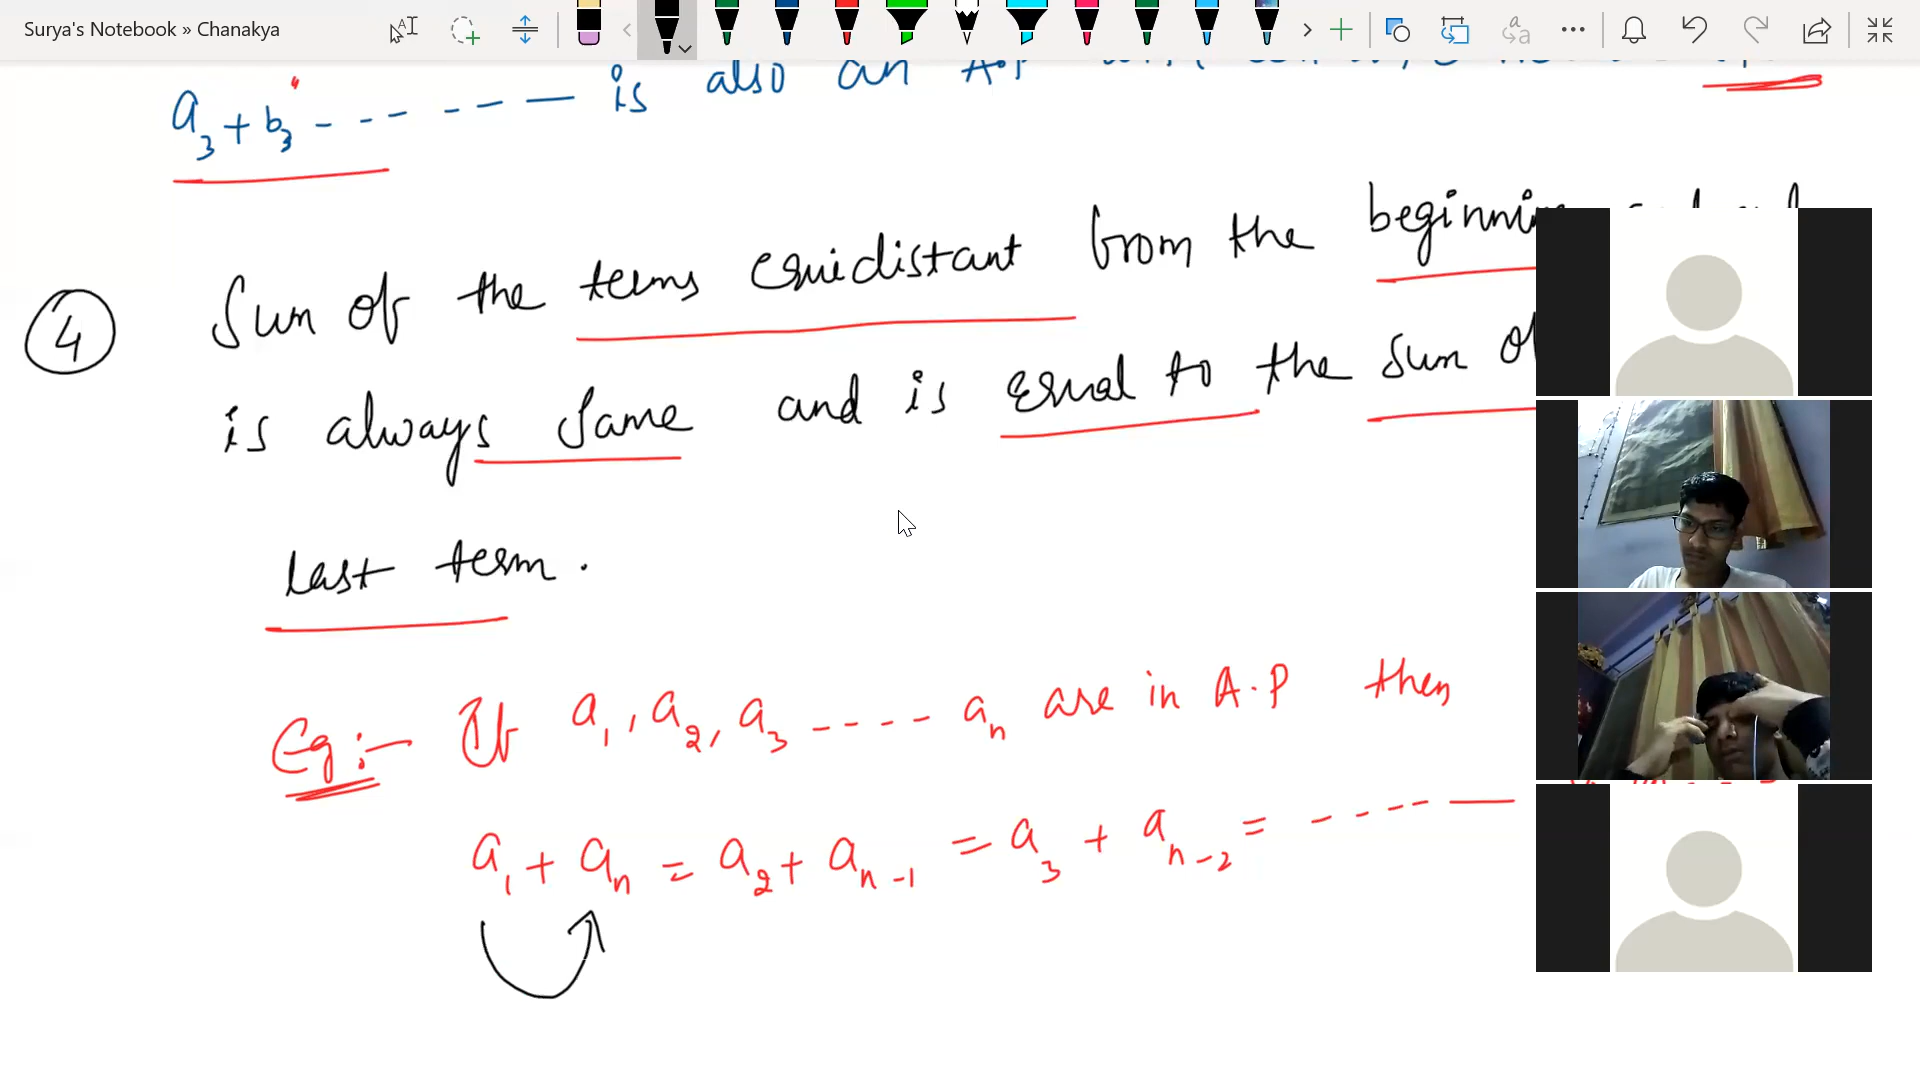 Surya's Notebook » Chanakya
is also an A.P
a₃ + b₃ - - - - - - — 
④ Sum of the terms equidistant from the beginning
is always same and is equal to the sum of
last term.
Eg :- If a₁, a₂, a₃ - - - - aₙ are in A.P then
a₁ + aₙ = a₂ + aₙ₋₁ = a₃ + aₙ₋₂ = - - - - —